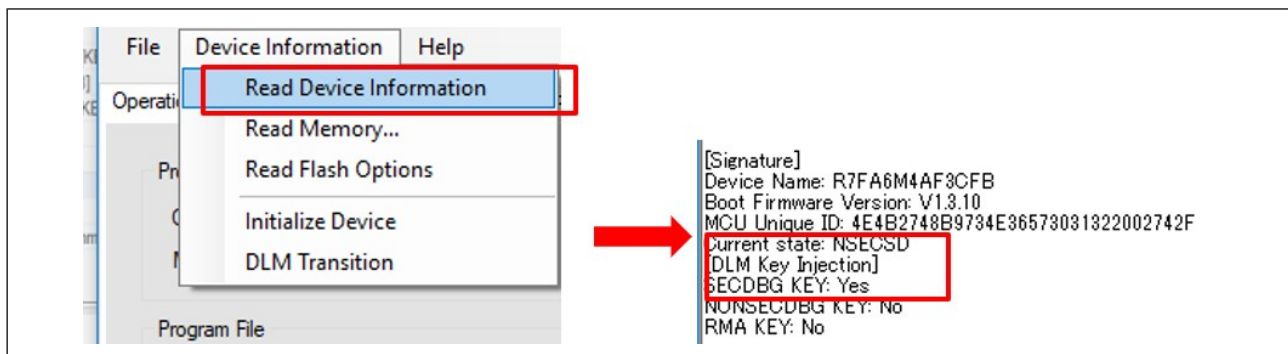 File Device Information Help
Read Device Information
Operati
Read Memory...
Read Flash Options
Initialize Device
DLM Transition
Program File
[Signature]
Device Name: R7FA6M4AF3CFB
Boot Firmware Version: V1.3.10
MCU Unique ID: 4E4B2748B9734E36573031322002742F
Current state: NSECSD
[DLM Key Injection]
SECDBG KEY: Yes
NONSECDBG KEY: No
RMA KEY: No